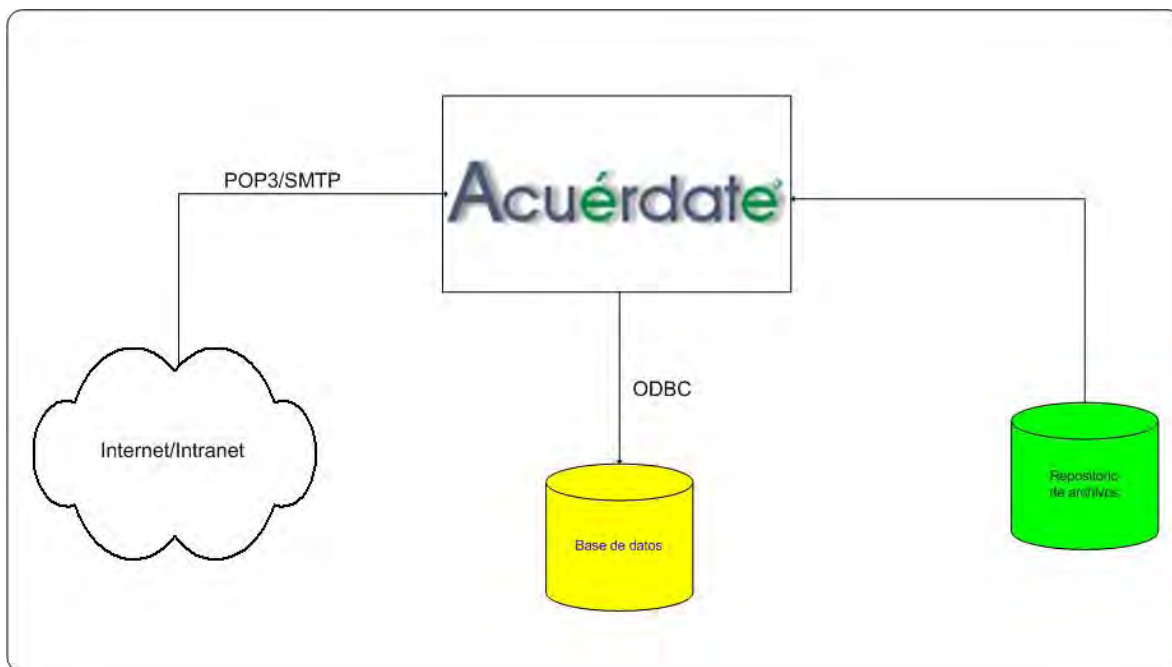 POP3/SMTP
Acuérdate
ODBC
Internet/Intranet
Repositorio
de archivos
Base de datos